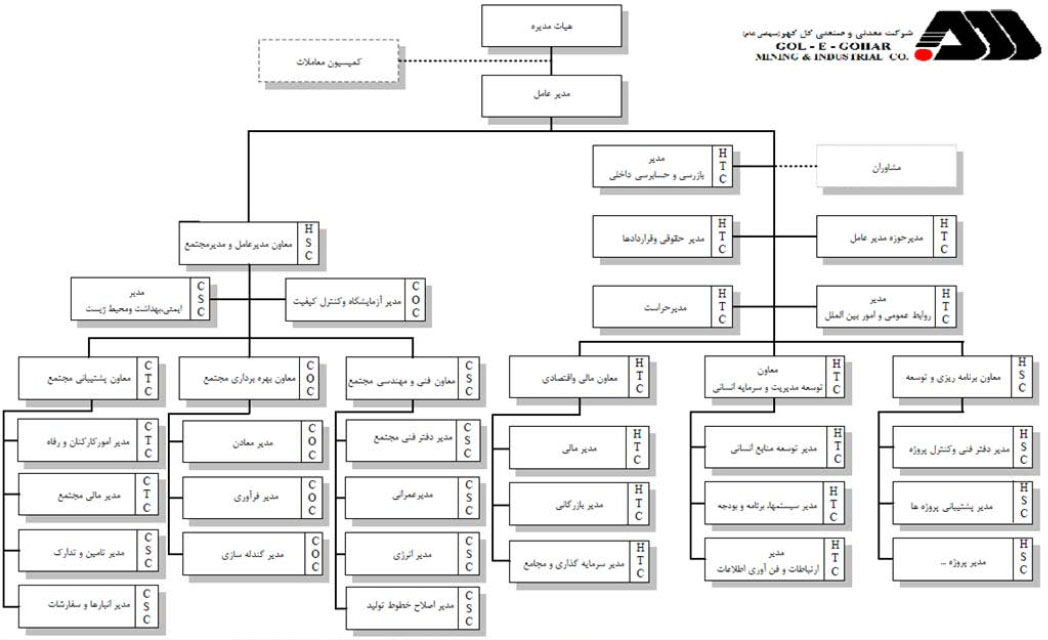 شرکت معدنی و صنعتی گل گهر (سهامی عام)
GOL - E - GOHAR
MINING & INDUSTRIAL CO.
هیات مدیره
کمیسیون معاملات
مدیر عامل
HTC
مدیر
بازرسی و حسابرسی داخلی
مشاوران
HSC
معاون مدیرعامل و مدیرمجتمع
HTC
مدیر حقوقی وقراردادها
HTC
مدیرحوزه مدیر عامل
CSC
مدیر
ایمنی،بهداشت ومحیط زیست
COC
مدیر آزمایشگاه وکنترل کیفیت
HTC
مدیرحراست
HTC
مدیر
روابط عمومی و امور بین الملل
CTC
معاون پشتیبانی مجتمع
COC
معاون بهره برداری مجتمع
CSC
معاون فنی و مهندسی مجتمع
HTC
معاون مالی واقتصادی
HTC
معاون
توسعه مدیریت و سرمایه انسانی
HSC
معاون برنامه ریزی و توسعه
CTC
مدیر امورکارکنان و رفاه
COC
مدیر معادن
CSC
مدیر دفتر فنی مجتمع
HTC
مدیر مالی
HTC
مدیر توسعه منابع انسانی
HSC
مدیر دفتر فنی وکنترل پروژه
CTC
مدیر مالی مجتمع
COC
مدیر فرآوری
CSC
مدیرعمرانی
HTC
مدیر بازرگانی
HTC
مدیر سیستمها، برنامه و بودجه
HSC
مدیر پشتیبانی پروژه ها
CSC
مدیر تامین و تدارک
COC
مدیر گندله سازی
CSC
مدیر انرژی
HTC
مدیر سرمایه گذاری و مجامع
HTC
مدیر
ارتباطات و فن آوری اطلاعات
HSC
مدیر پروژه ...
CSC
مدیر انبارها و سفارشات
CSC
مدیر اصلاح خطوط تولید